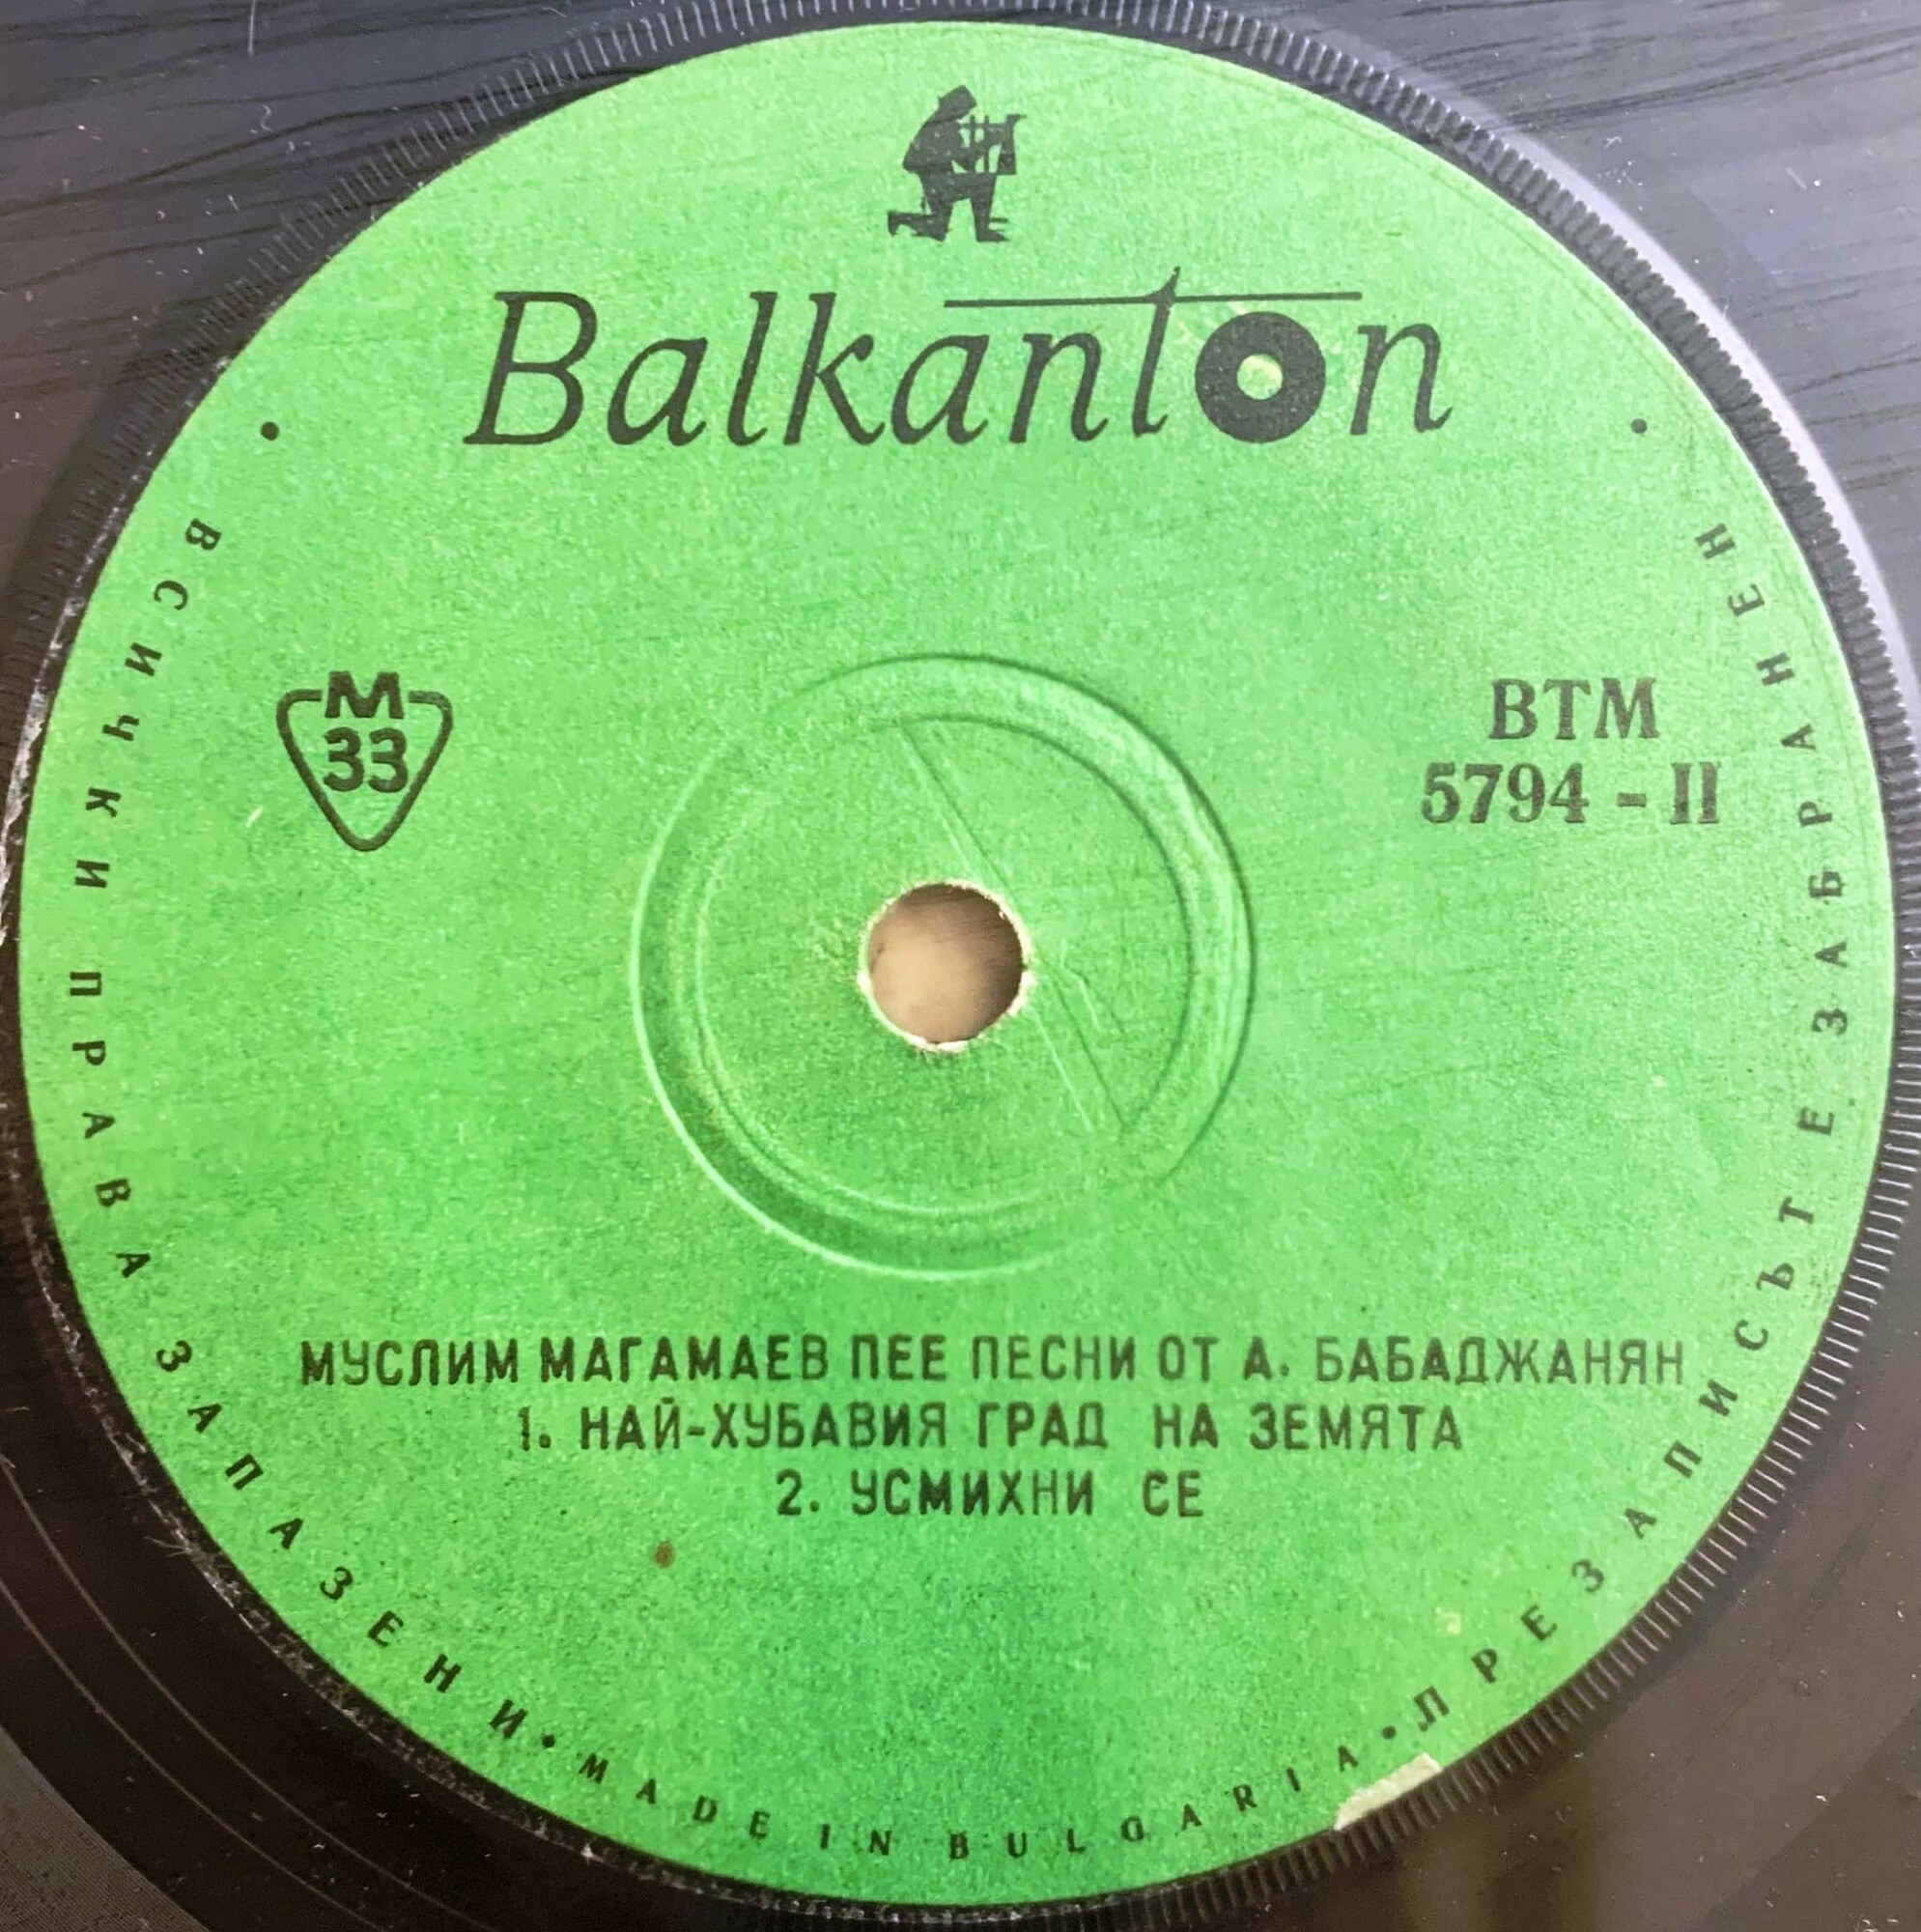 Balkanton
М
33
ВТМ
5794 - II
МУСЛИМ МАГАМАЕВ ПЕЕ ПЕСНИ ОТ А. БАБАДЖАНЯН
1. НАЙ-ХУБАВИЯ ГРАД НА ЗЕМЯТА
2. УСМИХНИ СЕ
• ВСИЧКИ ПРАВА ЗАПАЗЕНИ • MADE IN BULGARIA • ПРЕЗАПИСЪТ Е ЗАБРАНЕН •